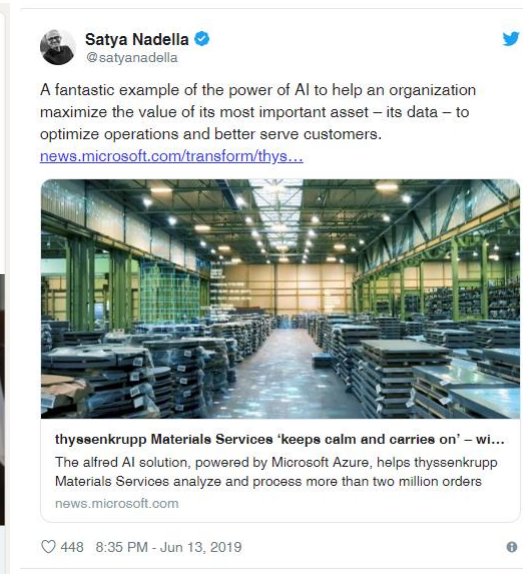 Satya Nadella
@satyanadella
A fantastic example of the power of AI to help an organization
maximize the value of its most important asset – its data – to
optimize operations and better serve customers.
news.microsoft.com/transform/thys…
thyssenkrupp Materials Services ‘keeps calm and carries on’ – wi…
The alfred AI solution, powered by Microsoft Azure, helps thyssenkrupp
Materials Services analyze and process more than two million orders
news.microsoft.com
448 8:35 PM - Jun 13, 2019